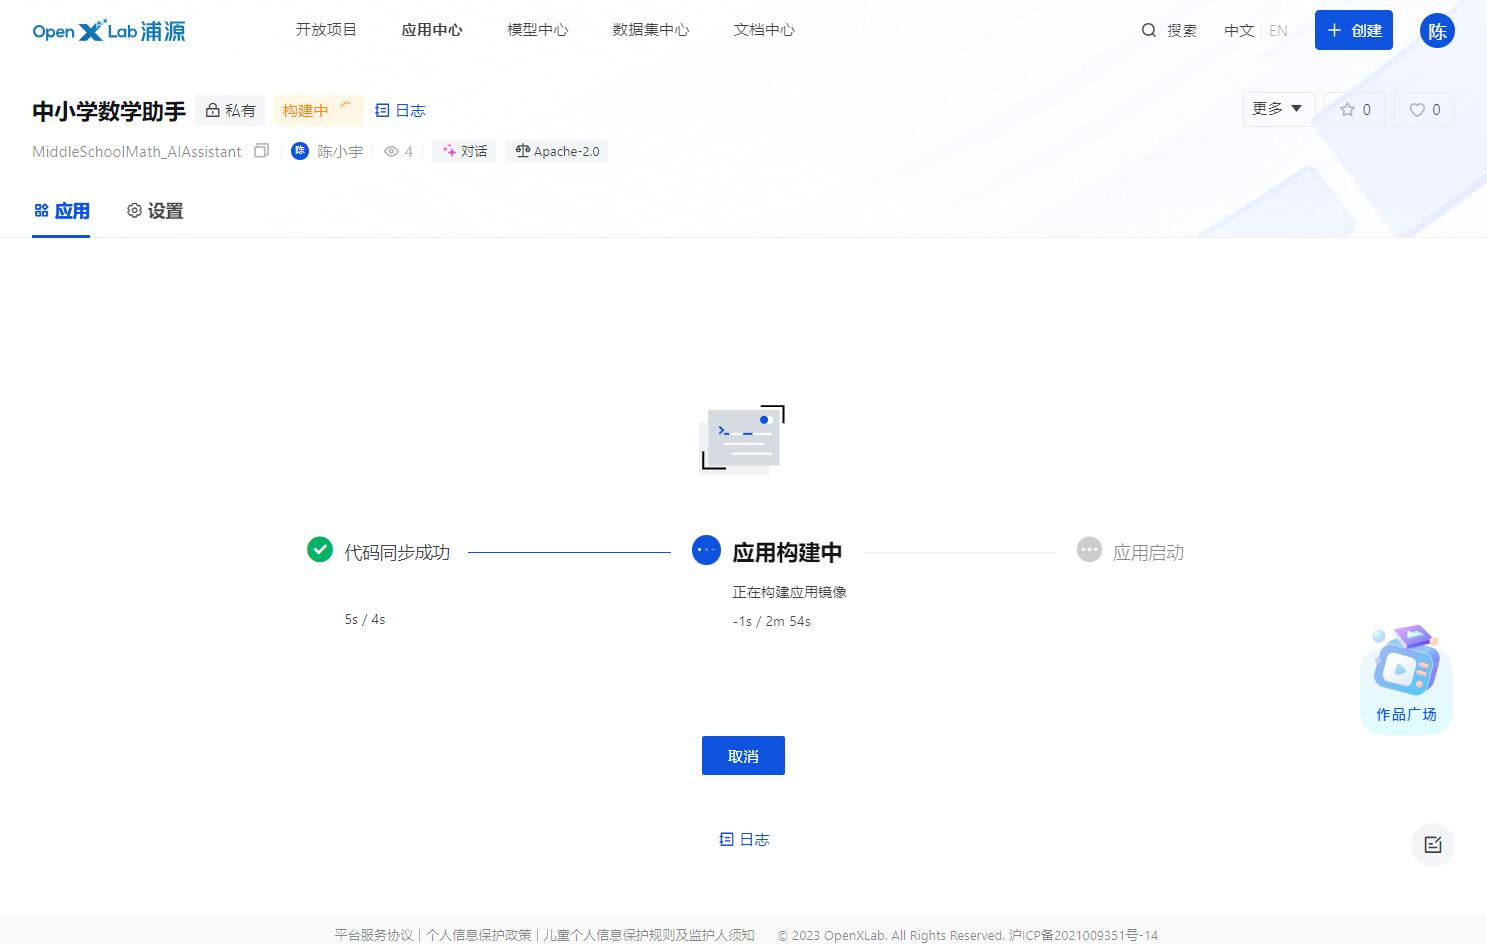 OpenXLab浦源
开放项目 应用中心 模型中心 数据集中心 文档中心 搜索 中文 EN 创建 陈
中小学数学助手 私有 构建中 日志 更多 0 0
MiddleSchoolMath_AIAssistant 陈 陈小宇 4 对话 Apache-2.0
应用 设置
代码同步成功 应用构建中 应用启动
正在构建应用镜像
5s / 4s -1s / 2m 54s
作品广场
取消
日志
平台服务协议 | 个人信息保护政策 | 儿童个人信息保护规则及监护人须知 © 2023 OpenXLab. All Rights Reserved. 沪ICP备2021009351号-14